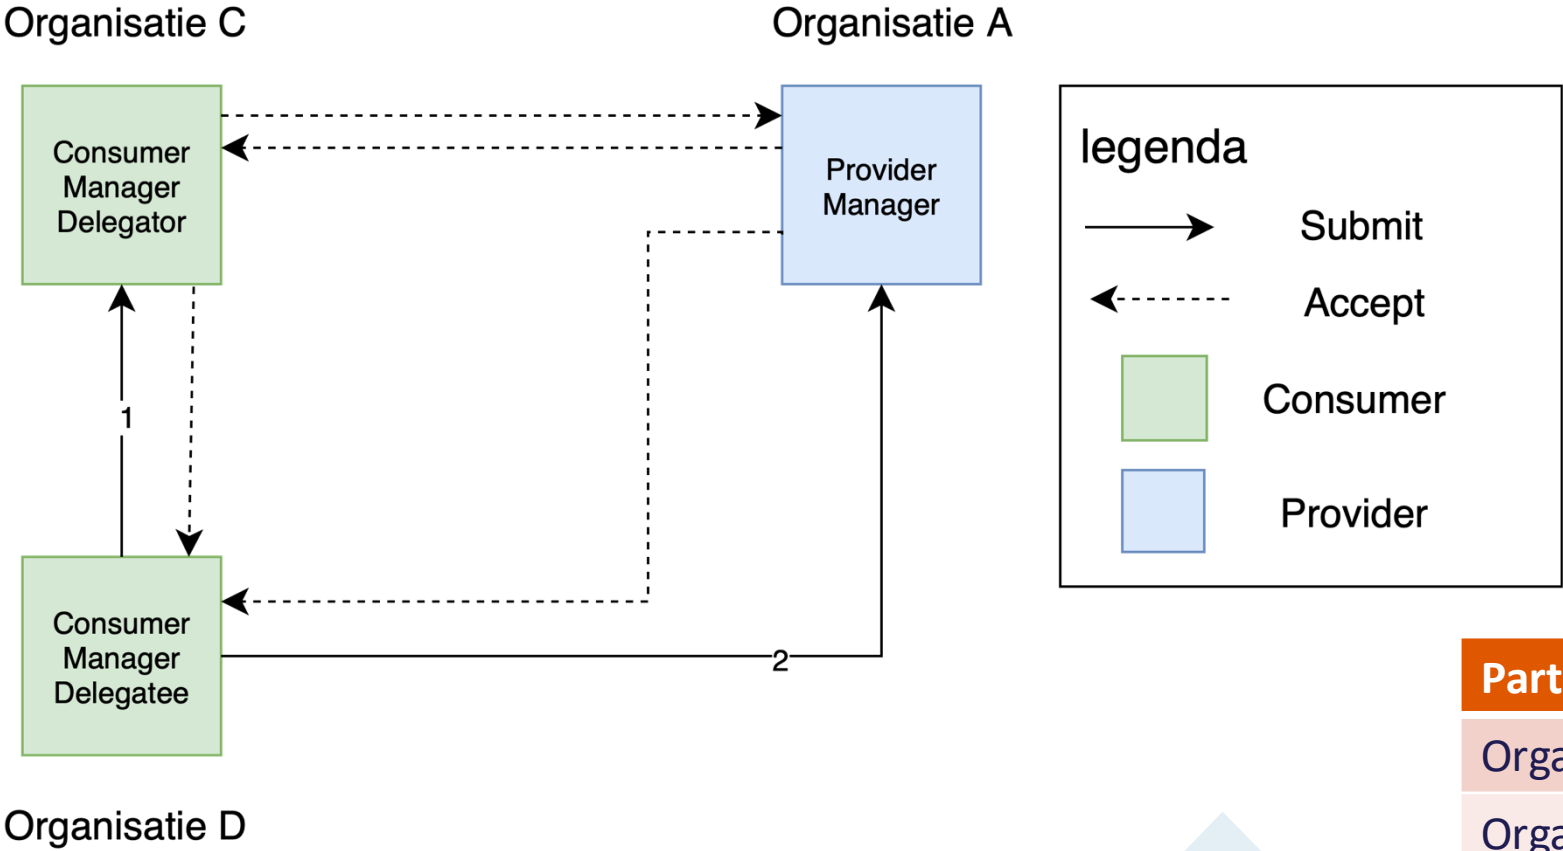 Organisatie C
Organisatie A
Consumer
Manager
Delegator
Provider
Manager
legenda
Submit
Accept
Consumer
Provider
1
Consumer
Manager
Delegatee
2
Organisatie D